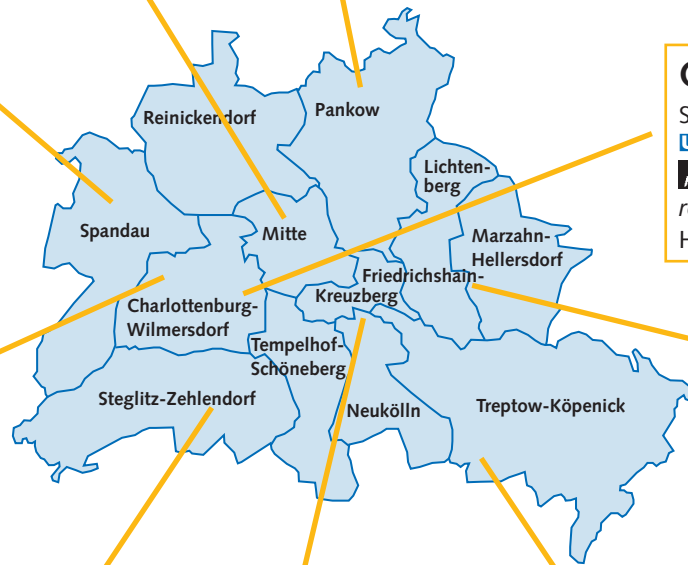 Reinickendorf
Pankow
Lichten-
berg
Spandau
Mitte
Marzahn-
Hellersdorf
Friedrichshain-
Kreuzberg
Charlottenburg-
Wilmersdorf
Tempelhof-
Schöneberg
Steglitz-Zehlendorf
Neukölln
Treptow-Köpenick